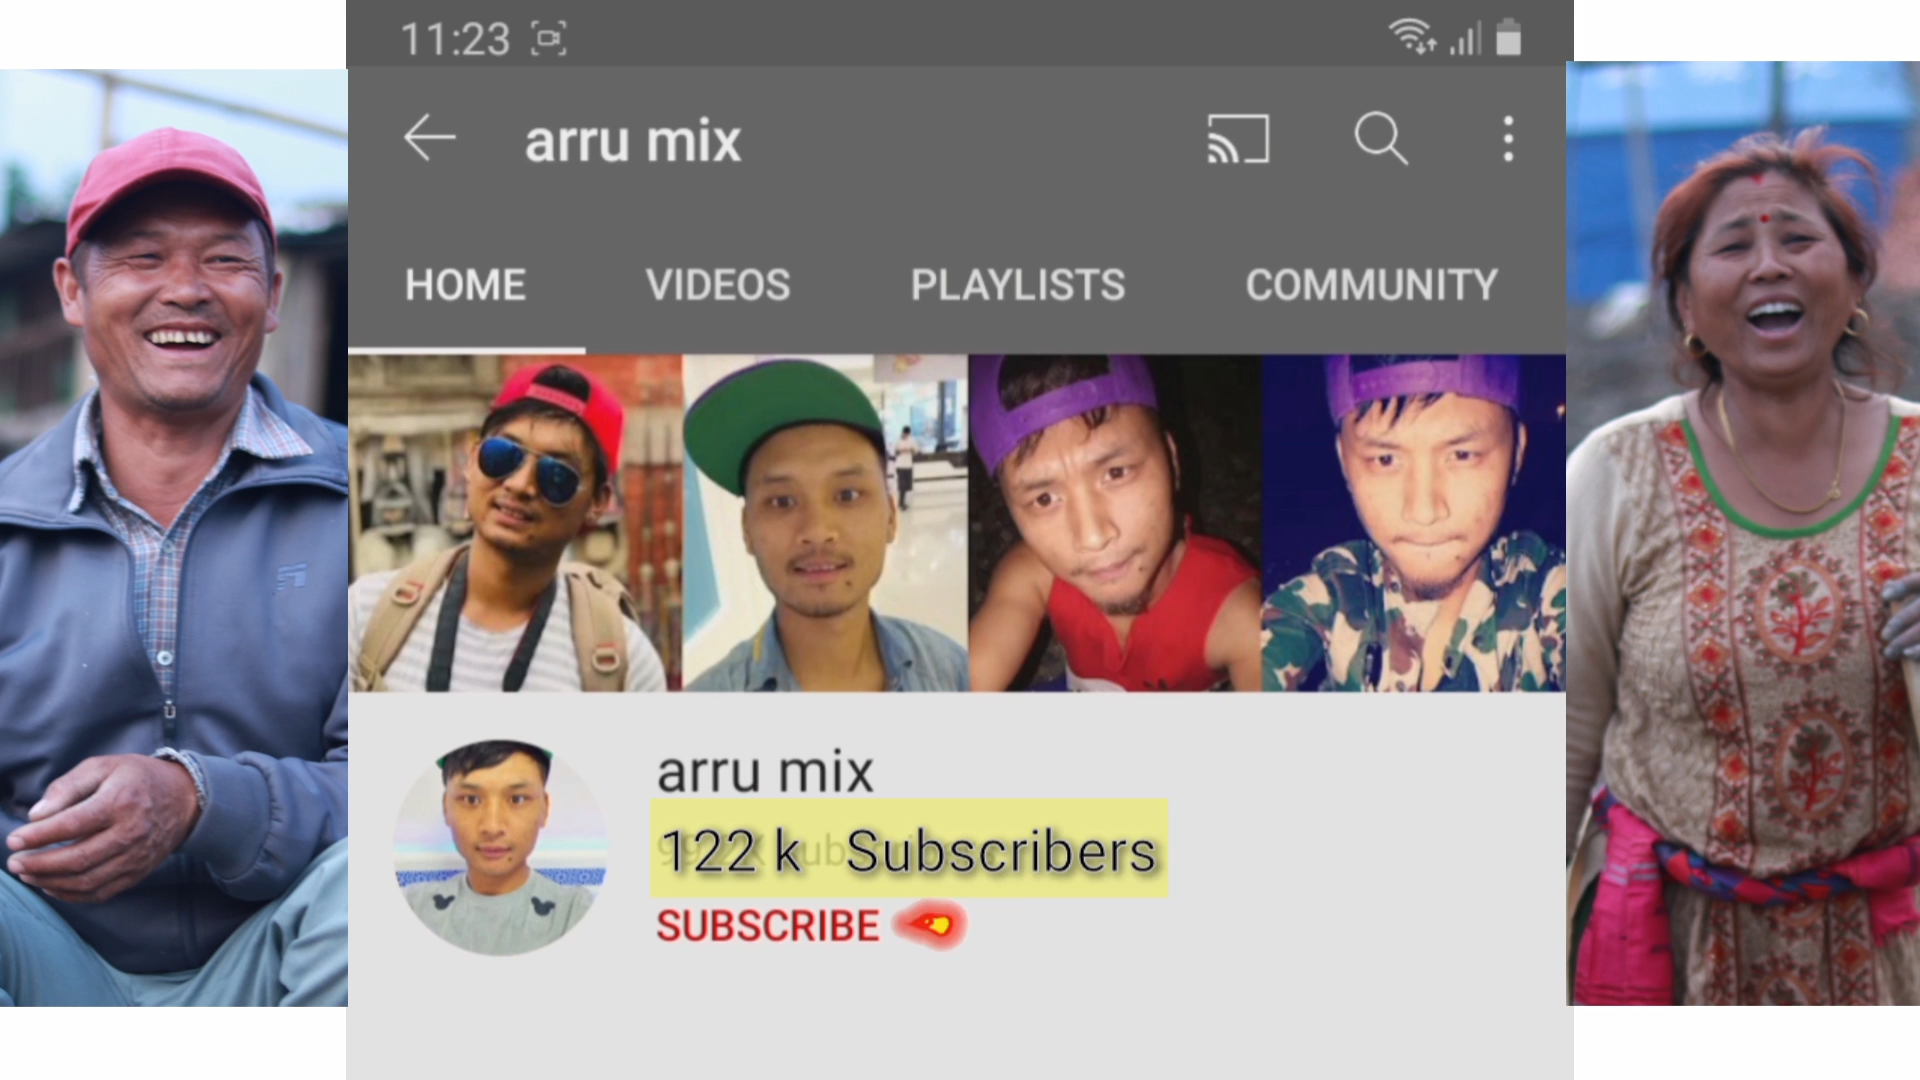 11:23
arru mix
HOME VIDEOS PLAYLISTS COMMUNITY
arru mix
122 k Subscribers
SUBSCRIBE